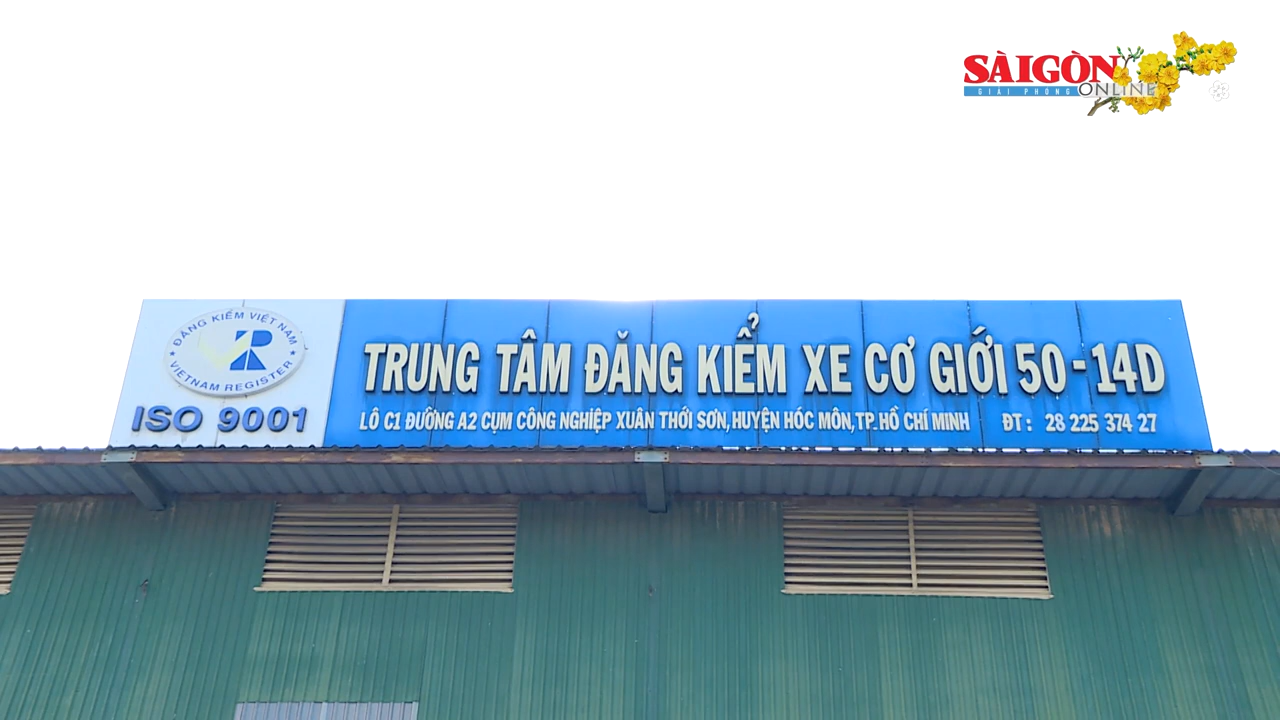 SÀIGÒN
GIẢI PHÓNG ONLINE
ĐĂNG KIỂM VIỆT NAM
VR
VIETNAM REGISTER
ISO 9001
TRUNG TÂM ĐĂNG KIỂM XE CƠ GIỚI 50-14D
LÔ C1 ĐƯỜNG A2 CỤM CÔNG NGHIỆP XUÂN THỚI SƠN, HUYỆN HÓC MÔN, TP. HỒ CHÍ MINH ĐT: 28 225 374 27